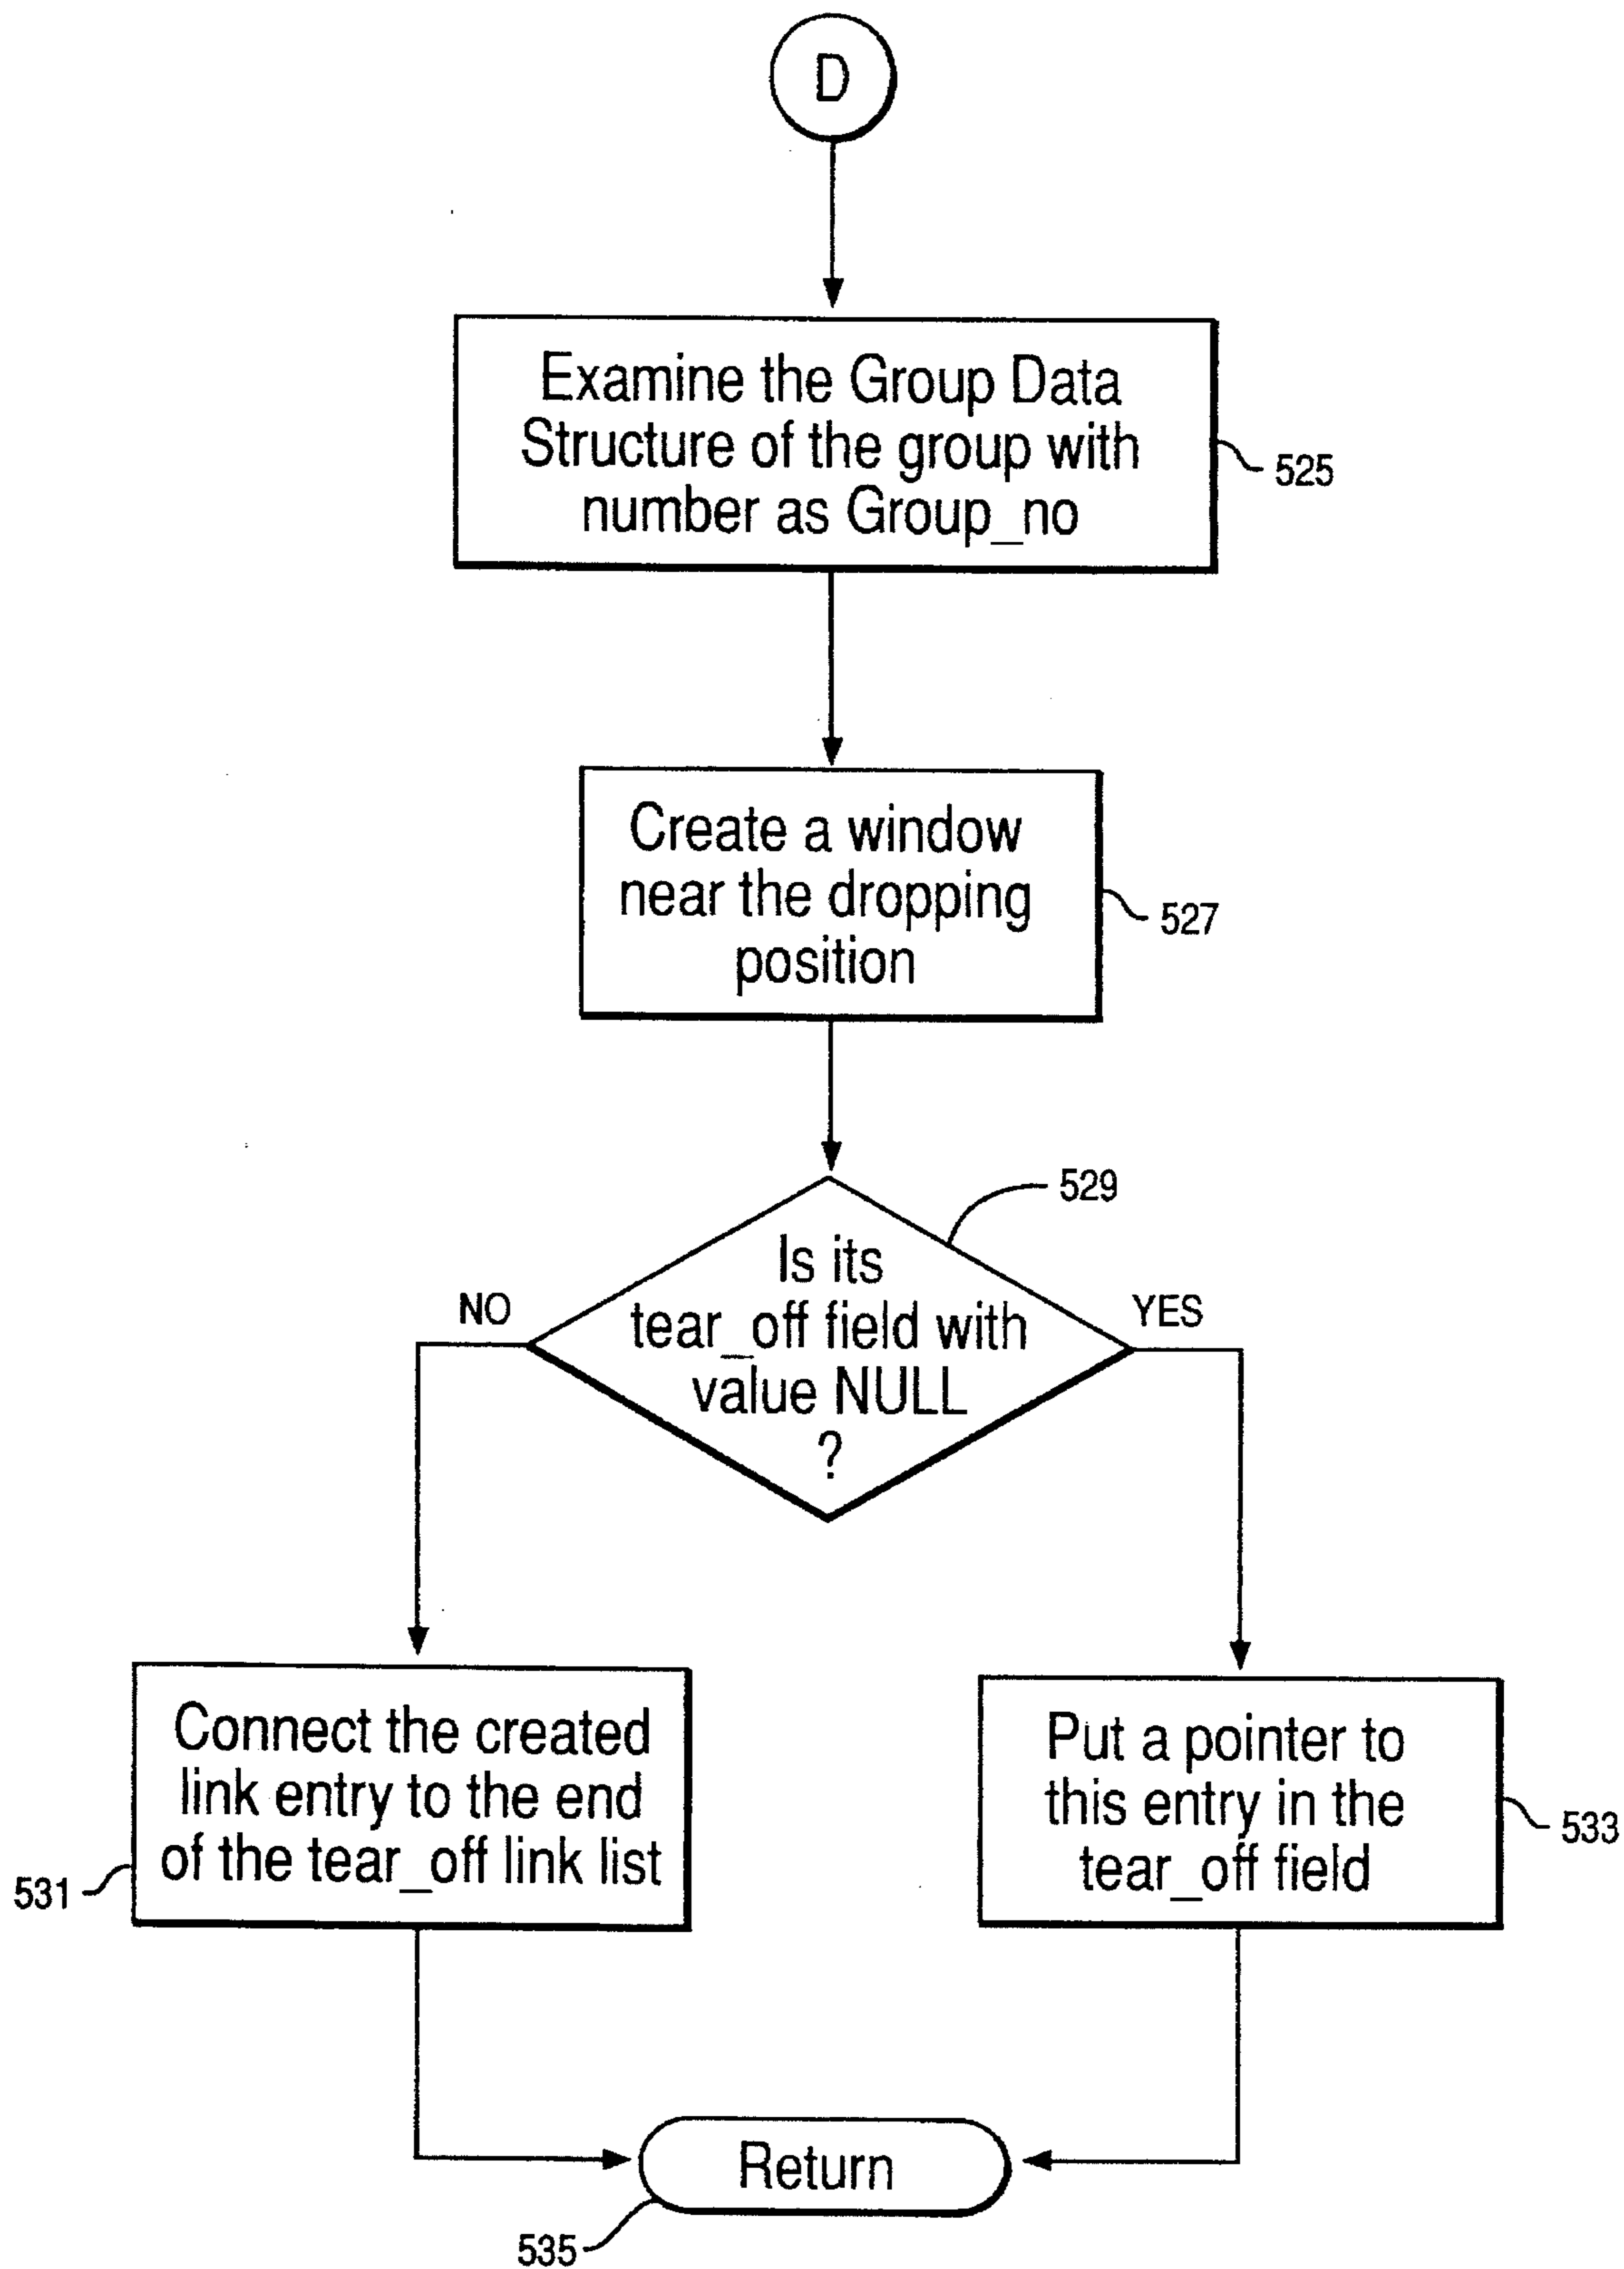 D
Examine the Group Data
Structure of the group with
number as Group_no
525
Create a window
near the dropping
position
527
529
Is its
tear_off field with
value NULL
?
NO
YES
Connect the created
link entry to the end
of the tear_off link list
531
Put a pointer to
this entry in the
tear_off field
533
Return
535